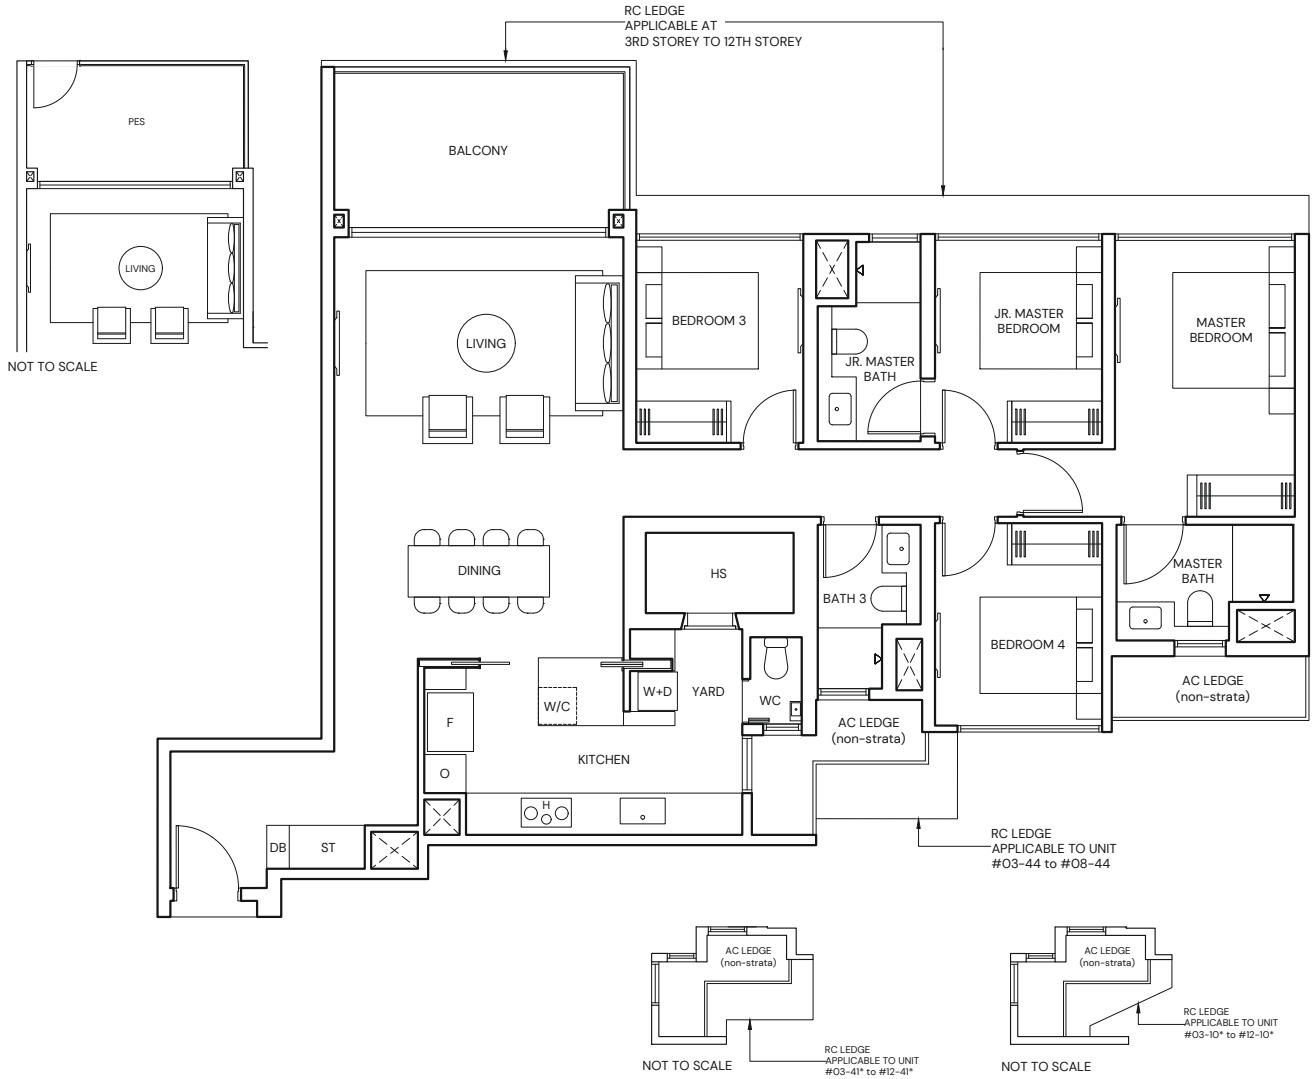 RC LEDGE
APPLICABLE AT
3RD STOREY TO 12TH STOREY
PES
LIVING
NOT TO SCALE
BALCONY
LIVING
BEDROOM 3
JR. MASTER
BATH
JR. MASTER
BEDROOM
MASTER
BEDROOM
DINING
HS
BATH 3
MASTER
BATH
BEDROOM 4
W/C
W+D
YARD
WC
AC LEDGE
(non-strata)
AC LEDGE
(non-strata)
F
O
KITCHEN
H
DB
ST
RC LEDGE
APPLICABLE TO UNIT
#03-44 to #08-44
AC LEDGE
(non-strata)
NOT TO SCALE
RC LEDGE
APPLICABLE TO UNIT
#03-41* to #12-41*
AC LEDGE
(non-strata)
NOT TO SCALE
RC LEDGE
APPLICABLE TO UNIT
#03-10* to #12-10*